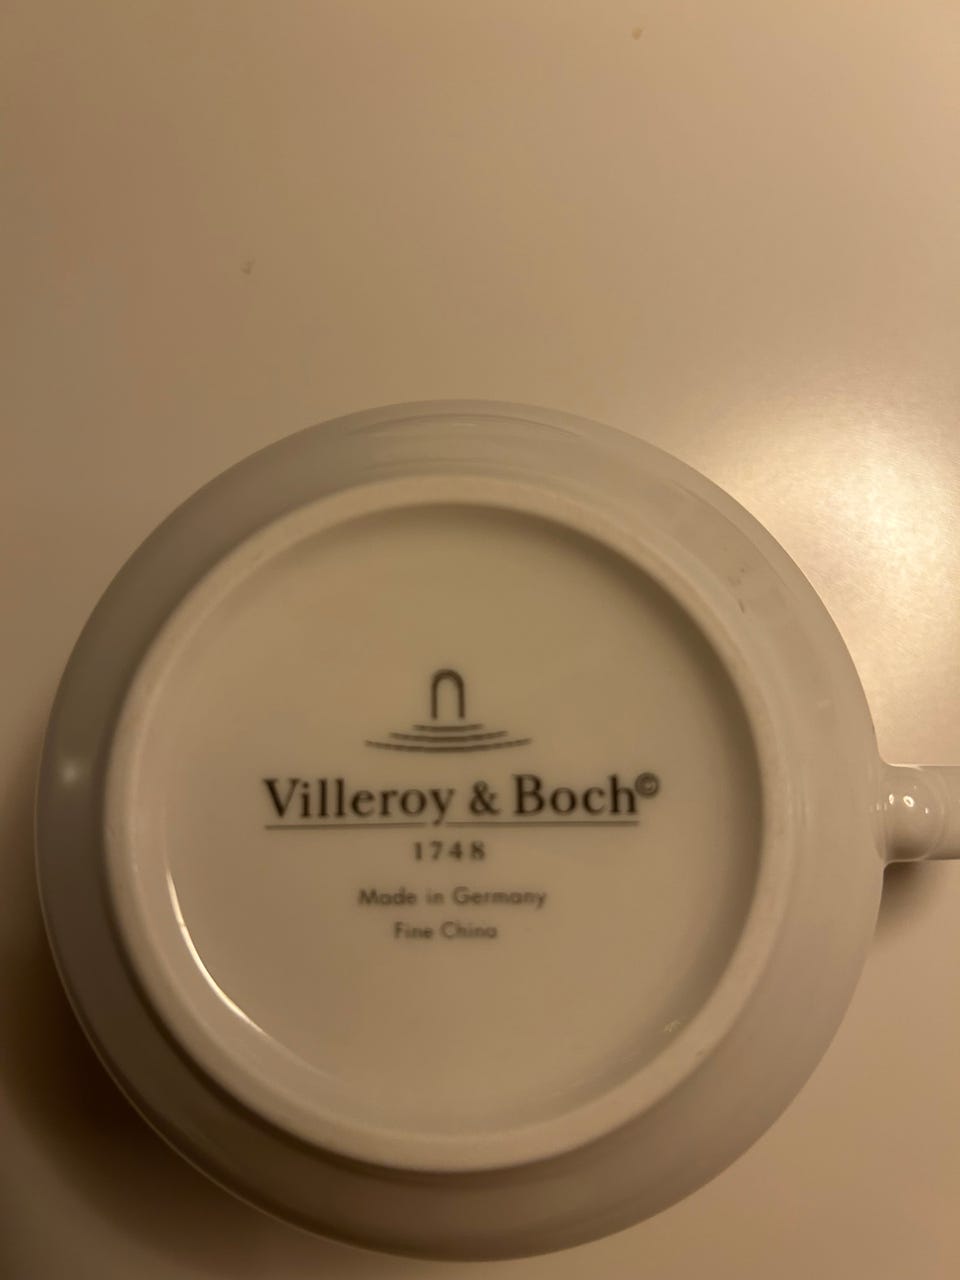 Villeroy & Boch©
1748
Made in Germany
Fine China